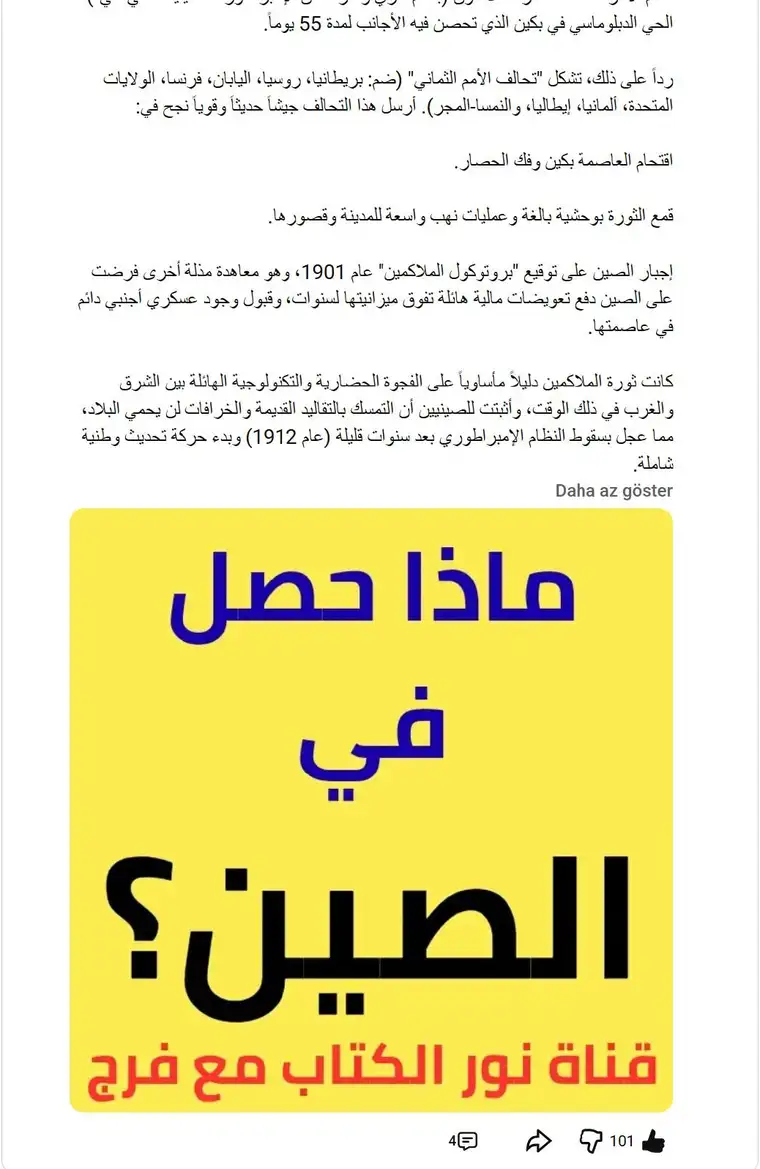 الحي الدبلوماسي في بكين الذي تحصن فيه الأجانب لمدة 55 يوماً.
رداً على ذلك، تشكل "تحالف الأمم الثماني" (ضم: بريطانيا، روسيا، اليابان، فرنسا، الولايات
المتحدة، ألمانيا، إيطاليا، والنمسا-المجر). أرسل هذا التحالف جيشاً حديثاً وقوياً نجح في:
اقتحام العاصمة بكين وفك الحصار.
قمع الثورة بوحشية بالغة وعمليات نهب واسعة للمدينة وقصورها.
إجبار الصين على توقيع "بروتوكول الملاكمين" عام 1901، وهو معاهدة مذلة أخرى فرضت
على الصين دفع تعويضات مالية هائلة تفوق ميزانيتها لسنوات، وقبول وجود عسكري أجنبي دائم
في عاصمتها.
كانت ثورة الملاكمين دليلاً مأساوياً على الفجوة الحضارية والتكنولوجية الهائلة بين الشرق
والغرب في ذلك الوقت، وأثبتت للصينيين أن التمسك بالتقاليد القديمة والخرافات لن يحمي البلاد،
مما عجل بسقوط النظام الإمبراطوري بعد سنوات قليلة (عام 1912) وبدء حركة تحديث وطنية
شاملة.
Daha az göster
ماذا حصل
في
الصين؟
قناة نور الكتاب مع فرج
101
4